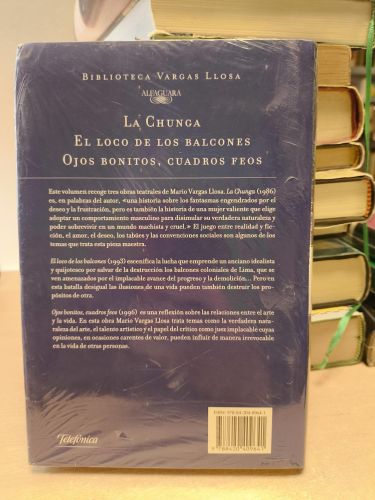 BIBLIOTECA VARGAS LLOSA
ALFAGUARA
LA CHUNGA
EL LOCO DE LOS BALCONES
OJOS BONITOS, CUADROS FEOS
Este volumen recoge tres obras teatrales de Mario Vargas Llosa. La Chunga (1986)
es, en palabras del autor, «una historia sobre los fantasmas engendrados por el
deseo y la frustración, pero es también la historia de una mujer valiente que elige
adoptar un comportamiento masculino para disimular su verdadera naturaleza y
poder sobrevivir en un mundo machista y cruel.» El juego entre realidad y fic-
ción, el amor, el deseo, los tabúes y las convenciones sociales son algunos de los
temas que trata esta pieza maestra.
El loco de los balcones (1993) escenifica la lucha que emprende un anciano idealista
y quijotesco por salvar de la destrucción los balcones coloniales de Lima, que se
ven amenazados por el implacable avance del progreso y la demolición... Pero en
esta batalla desigual las ilusiones de una vida pueden también destruir los pro-
pósitos de otra.
Ojos bonitos, cuadros feos (1996) es una reflexión sobre las relaciones entre el arte
y la vida. En esta obra Mario Vargas Llosa trata temas como la verdadera natu-
raleza del arte, el talento artístico y el papel del crítico como juez implacable cuyas
opiniones, en ocasiones carentes de valor, pueden influir de manera irrevocable
en la vida de otras personas.
Telefónica
9 788420 409641